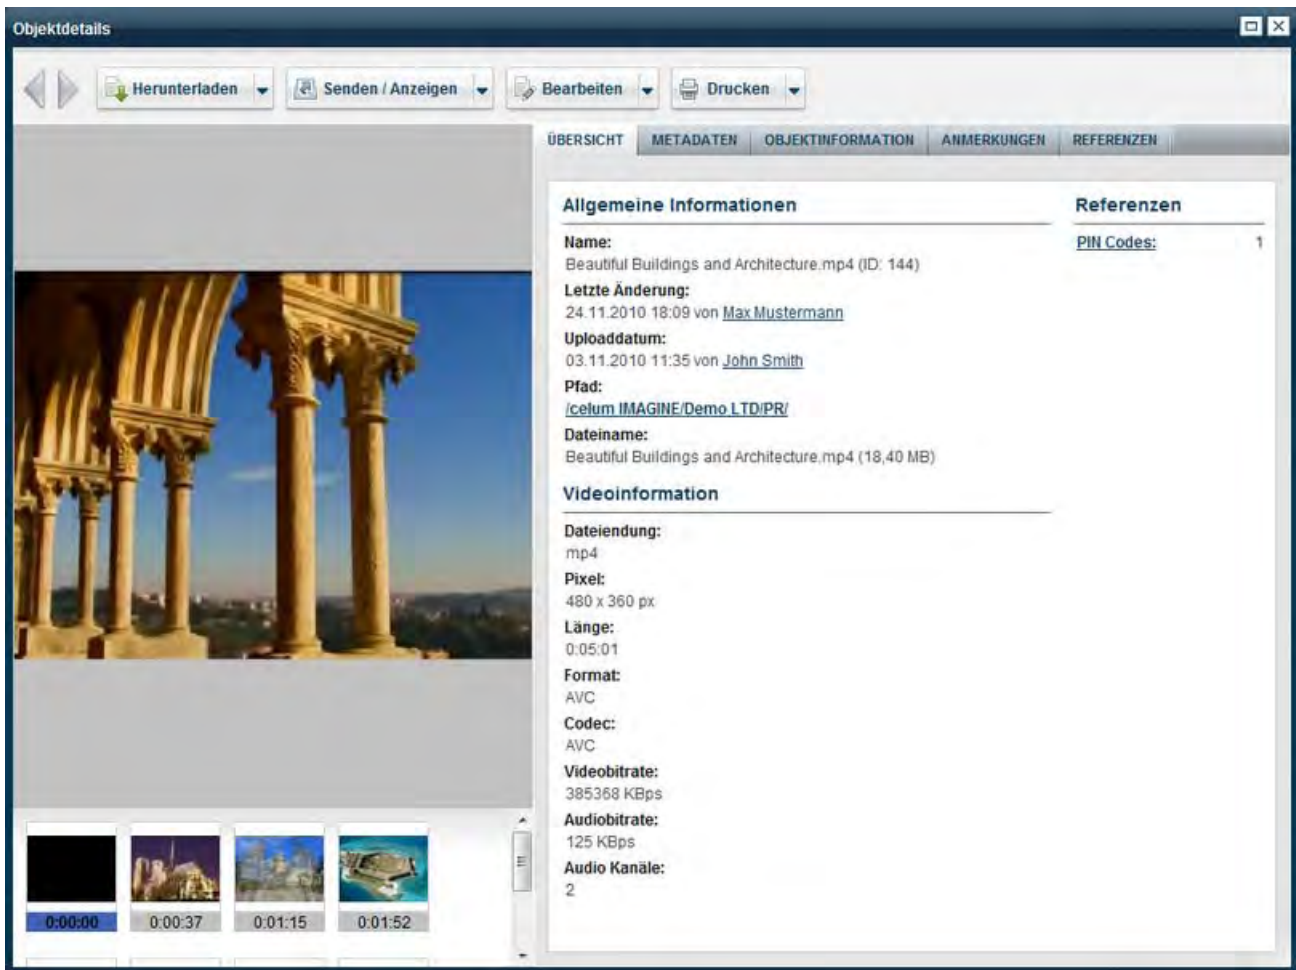 Objektdetails
Herunterladen
Senden / Anzeigen
Bearbeiten
Drucken
ÜBERSICHT
METADATEN
OBJEKTINFORMATION
ANMERKUNGEN
REFERENZEN
Allgemeine Informationen
Name:
Beautiful Buildings and Architecture.mp4 (ID: 144)
Letzte Änderung:
24.11.2010 18:09 von Max Mustermann
Uploaddatum:
03.11.2010 11:35 von John Smith
Pfad:
/celum IMAGINE/Demo LTD/PR/
Dateiname:
Beautiful Buildings and Architecture.mp4 (18,40 MB)
Videoinformation
Dateiendung:
mp4
Pixel:
480 x 360 px
Länge:
0:05:01
Format:
AVC
Codec:
AVC
Videobitrate:
385368 KBps
Audiobitrate:
125 KBps
Audio Kanäle:
2
Referenzen
PIN Codes: 1
0:00:00 0:00:37 0:01:15 0:01:52